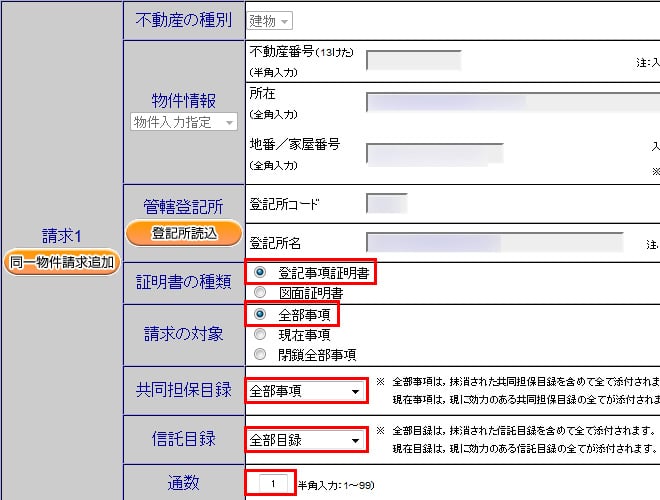 不動産の種別
建物
請求1
同一物件請求追加
物件情報
物件入力指定
不動産番号(13けた)
(半角入力)
注:入
所在
(全角入力)
地番／家屋番号
(全角入力)
入
※
管轄登記所
登記所読込
登記所コード
登記所名
注.
証明書の種類
登記事項証明書
図面証明書
請求の対象
全部事項
現在事項
閉鎖全部事項
共同担保目録
全部事項
※ 全部事項は，抹消された共同担保目録を含めて全て添付されま
現在事項は，現に効力のある共同担保目録の全てが添付されま
信託目録
全部目録
※ 全部目録は，抹消された信託目録を含めて全て添付されます。
現在目録は，現に効力のある信託目録の全てが添付されます。
通数
1
半角入力:1～99)